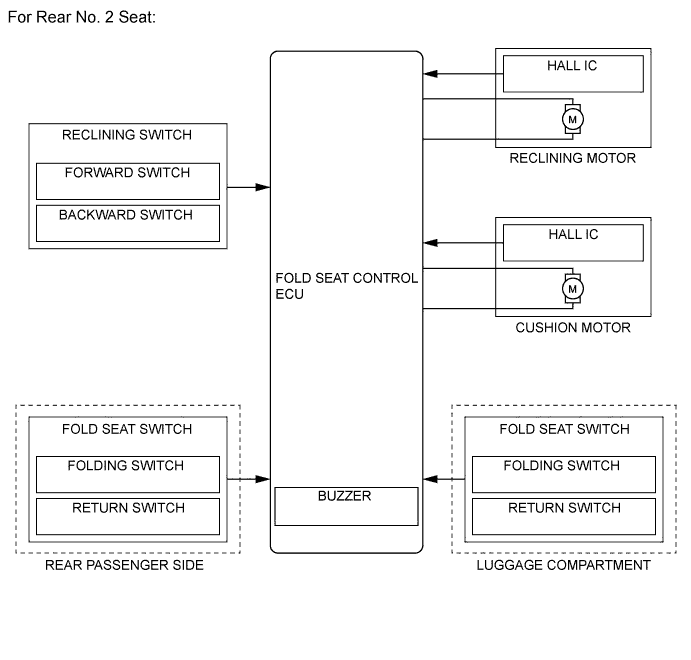 For Rear No. 2 Seat:
HALL IC
M
RECLINING MOTOR
RECLINING SWITCH
FORWARD SWITCH
BACKWARD SWITCH
HALL IC
M
CUSHION MOTOR
FOLD SEAT CONTROL
ECU
FOLD SEAT SWITCH
FOLDING SWITCH
RETURN SWITCH
REAR PASSENGER SIDE
BUZZER
FOLD SEAT SWITCH
FOLDING SWITCH
RETURN SWITCH
LUGGAGE COMPARTMENT